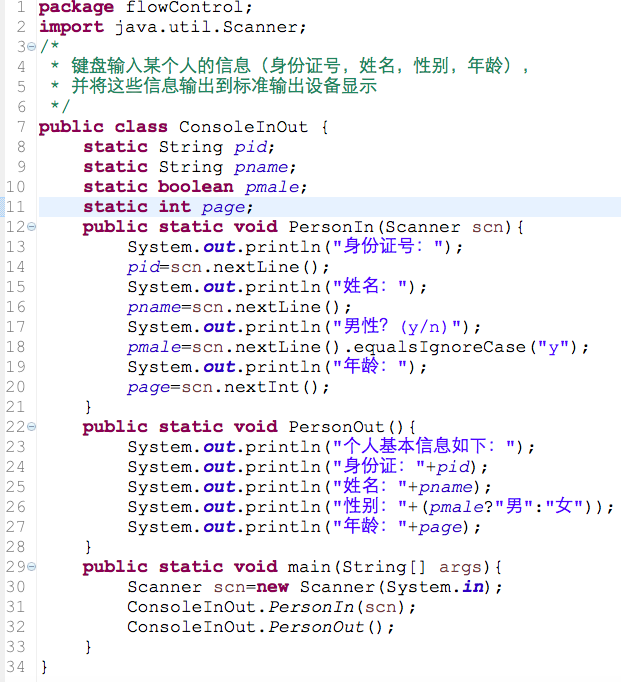 1 package flowControl;
2 import java.util.Scanner;
3 /*
4  * 键盘输入某个人的信息（身份证号，姓名，性别，年龄），
5  * 并将这些信息输出到标准输出设备显示
6  */
7 public class ConsoleInOut {
8     static String pid;
9     static String pname;
10     static boolean pmale;
11     static int page;
12     public static void PersonIn(Scanner scn){
13         System.out.println("身份证号：");
14         pid=scn.nextLine();
15         System.out.println("姓名：");
16         pname=scn.nextLine();
17         System.out.println("男性？（y/n)");
18         pmale=scn.nextLine().equalsIgnoreCase("y");
19         System.out.println("年龄：");
20         page=scn.nextInt();
21     }
22     public static void PersonOut(){
23         System.out.println("个人基本信息如下：");
24         System.out.println("身份证："+pid);
25         System.out.println("姓名："+pname);
26         System.out.println("性别："+(pmale?"男":"女"));
27         System.out.println("年龄："+page);
28     }
29     public static void main(String[] args){
30         Scanner scn=new Scanner(System.in);
31         ConsoleInOut.PersonIn(scn);
32         ConsoleInOut.PersonOut();
33     }
34 }